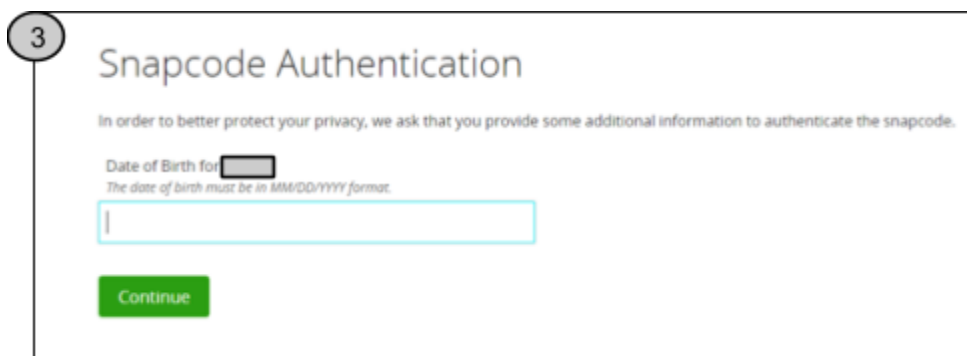 3
Snapcode Authentication
In order to better protect your privacy, we ask that you provide some additional information to authenticate the snapcode.
Date of Birth for
The date of birth must be in MM/DD/YYYY format.
Continue